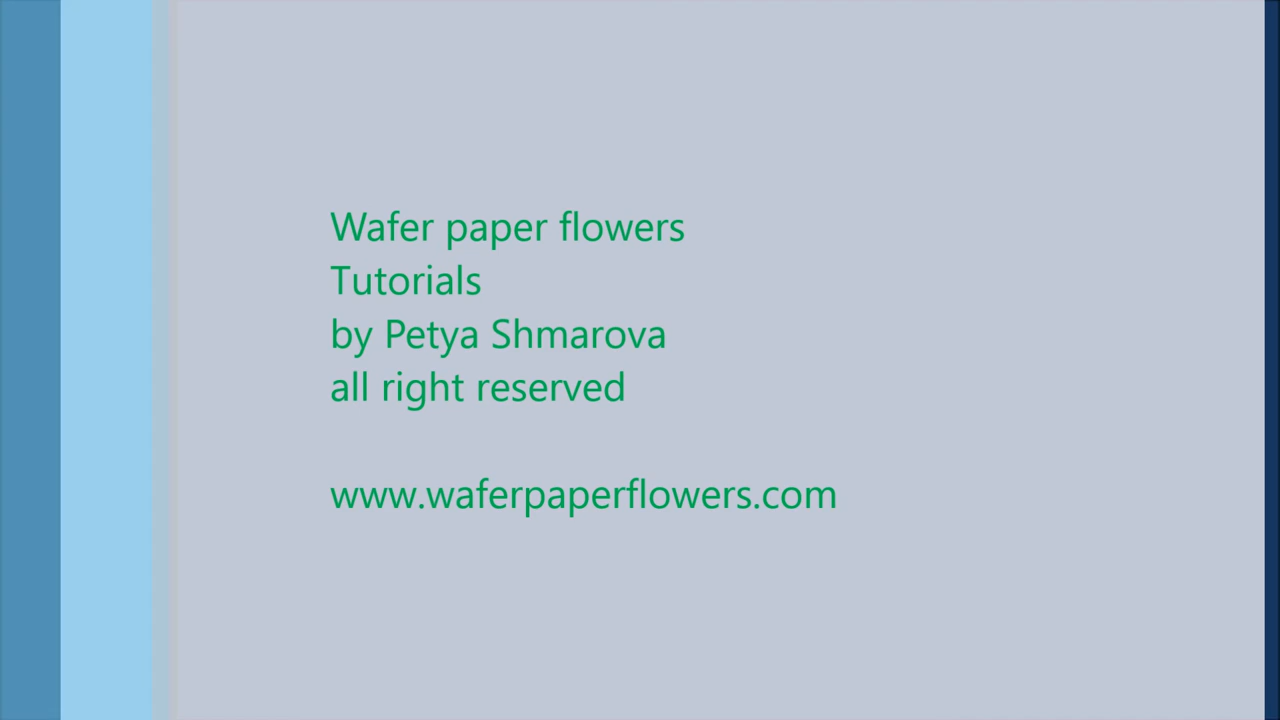 Wafer paper flowers
Tutorials
by Petya Shmarova
all right reserved
www.waferpaperflowers.com